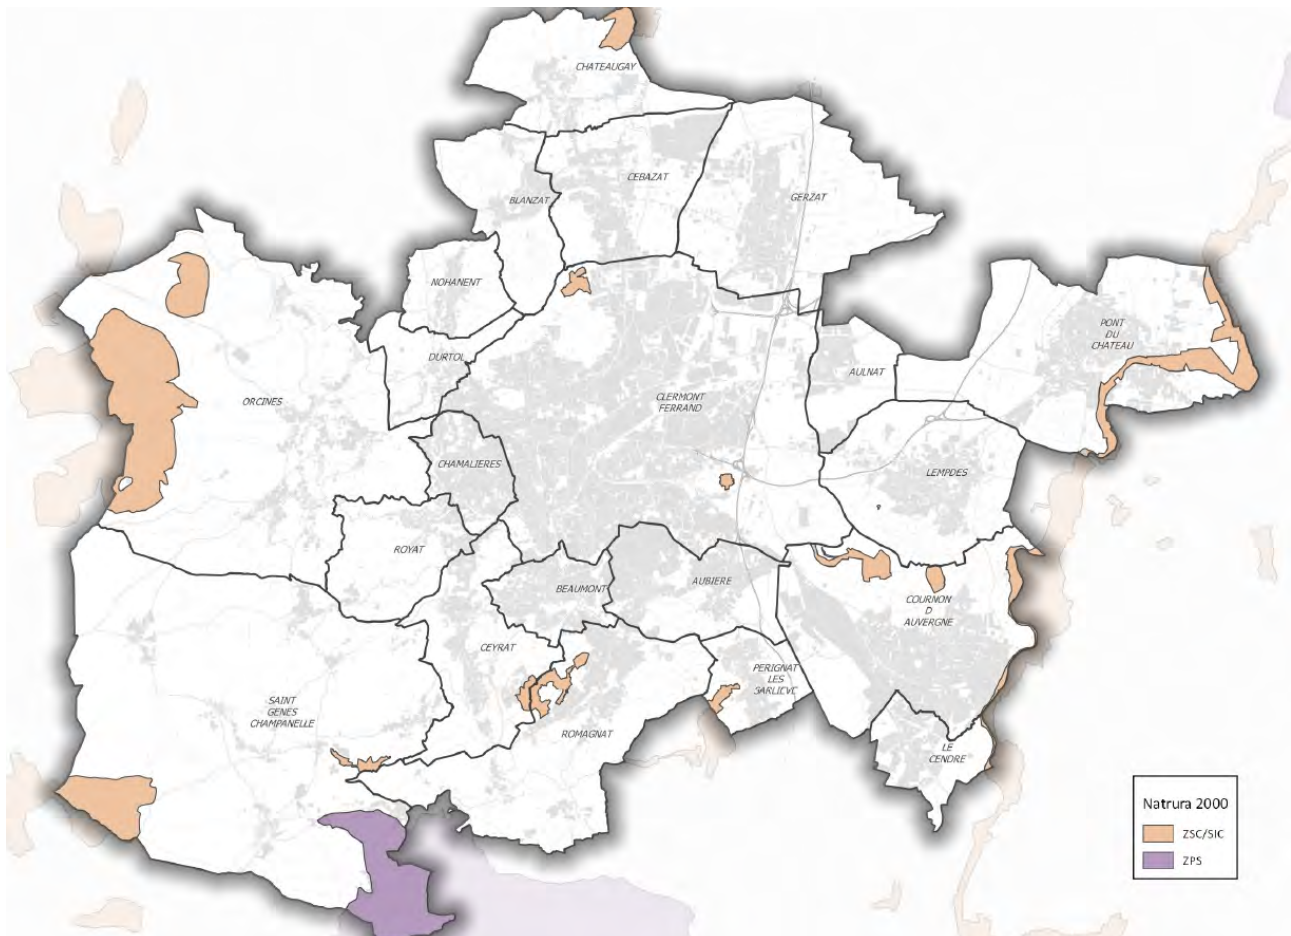 CHATEAUGAY
CEBAZAT
BLANZAT
GERZAT
NOHANENT
DURTOL
PONT
DU
CHATEAU
AULNAT
ORCINES
CLERMONT
FERRAND
CHAMALIERES
LEMPDES
ROYAT
BEAUMONT
AUBIERE
COURNON
D
AUVERGNE
CEYRAT
PERIGNAT
LES
SARLIEVE
SAINT
GENES
CHAMPANELLE
ROMAGNAT
LE
CENDRE
Natrura 2000
ZSC/SIC
ZPS